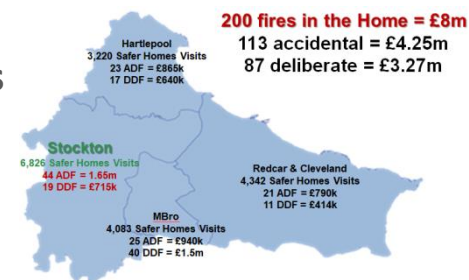 200 fires in the Home = £8m
113 accidental = £4.25m
87 deliberate = £3.27m
Hartlepool
3,220 Safer Homes Visits
23 ADF = £865k
17 DDF = £640k
s
Stockton
6,826 Safer Homes Visits
44 ADF = 1.65m
19 DDF = £715k
Redcar & Cleveland
4,342 Safer Homes Visits
21 ADF = £790k
11 DDF = £414k
MBro
4,083 Safer Homes Visits
25 ADF = £940k
40 DDF = £1.5m